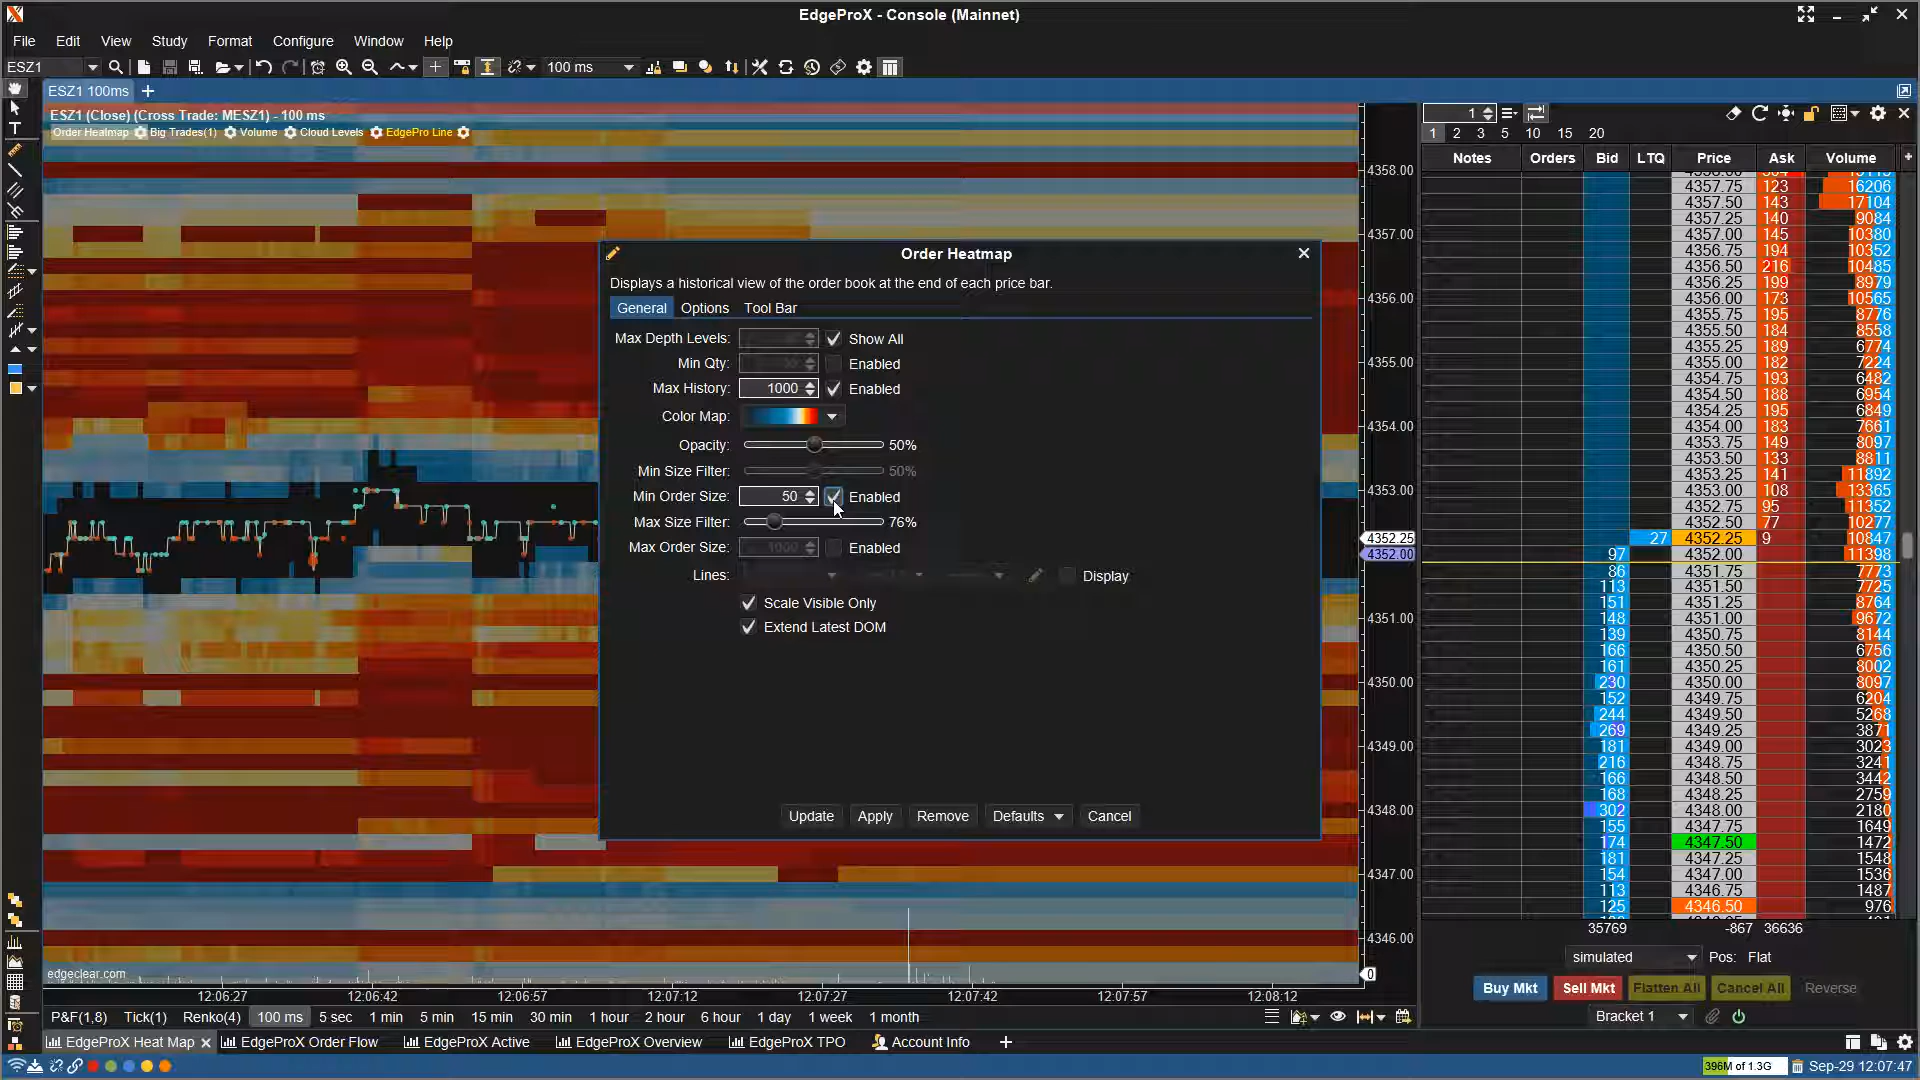 EdgeProX - Console (Mainnet)
File Edit View Study Format Configure Window Help
ESZ1 100 ms
ESZ1 100ms +
ESZ1 (Close) (Cross Trade: MESZ1) - 100 ms
Order Heatmap Big Trades(1) Volume Cloud Levels EdgePro Line
4358.00
4357.00
4356.00
4355.00
4354.00
4353.00
4352.25
4352.00
4351.00
4350.00
4349.00
4348.00
4347.00
4346.00
0
Order Heatmap
Displays a historical view of the order book at the end of each price bar.
General Options Tool Bar
Max Depth Levels: Show All
Min Qty: Enabled
Max History: 1000 Enabled
Color Map:
Opacity: 50%
Min Size Filter: 50%
Min Order Size: 50 Enabled
Max Size Filter: 76%
Max Order Size: 1000 Enabled
Lines: Display
Scale Visible Only
Extend Latest DOM
Update Apply Remove Defaults Cancel
edgeclear.com
12:06:27 12:06:42 12:06:57 12:07:12 12:07:27 12:07:42 12:07:57 12:08:12
1
1 2 3 5 10 15 20
Notes Orders Bid LTQ Price Ask Volume +
4357.75 123 16206
4357.50 143 17104
4357.25 140 9084
4357.00 145 10380
4356.75 194 10352
4356.50 216 10485
4356.25 199 8979
4356.00 173 10565
4355.75 195 8776
4355.50 184 8558
4355.25 189 6774
4355.00 182 7224
4354.75 193 6482
4354.50 188 6954
4354.25 195 6849
4354.00 183 7661
4353.75 149 8097
4353.50 133 8811
4353.25 141 11892
4353.00 108 13365
4352.75 95 11352
4352.50 77 10277
27 4352.25 9 10847
97 4352.00 11398
86 4351.75 7773
113 4351.50 7725
151 4351.25 8764
148 4351.00 9672
139 4350.75 8144
166 4350.50 6756
161 4350.25 8002
230 4350.00 8097
152 4349.75 6204
244 4349.50 5268
269 4349.25 3871
181 4349.00 3023
216 4348.75 3241
166 4348.50 3442
168 4348.25 2759
302 4348.00 2180
155 4347.75 1649
174 4347.50 1472
181 4347.25 1548
154 4347.00 1536
113 4346.75 1487
125 4346.50 976
35769 -867 36636
simulated Pos: Flat
Buy Mkt Sell Mkt Flatten All Cancel All Reverse
Bracket 1
P&F(1,8) Tick(1) Renko(4) 100 ms 5 sec 1 min 5 min 15 min 30 min 1 hour 2 hour 6 hour 1 day 1 week 1 month
EdgeProX Heat Map EdgeProX Order Flow EdgeProX Active EdgeProX Overview EdgeProX TPO Account Info +
396M of 1.3G Sep-29 12:07:47